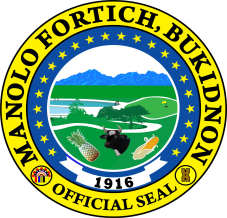 MANOLO FORTICH, BUKIDNON
1916
OFFICIAL SEAL